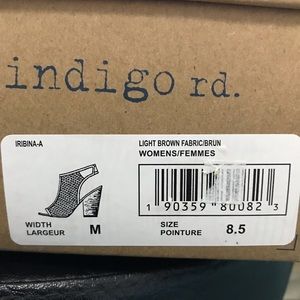 indigo rd.
IRIBINA-A
LIGHT BROWN FABRIC/BRUN
WOMENS/FEMMES
1 90359 80082 3
WIDTH
LARGEUR
M
SIZE
POINTURE
8.5